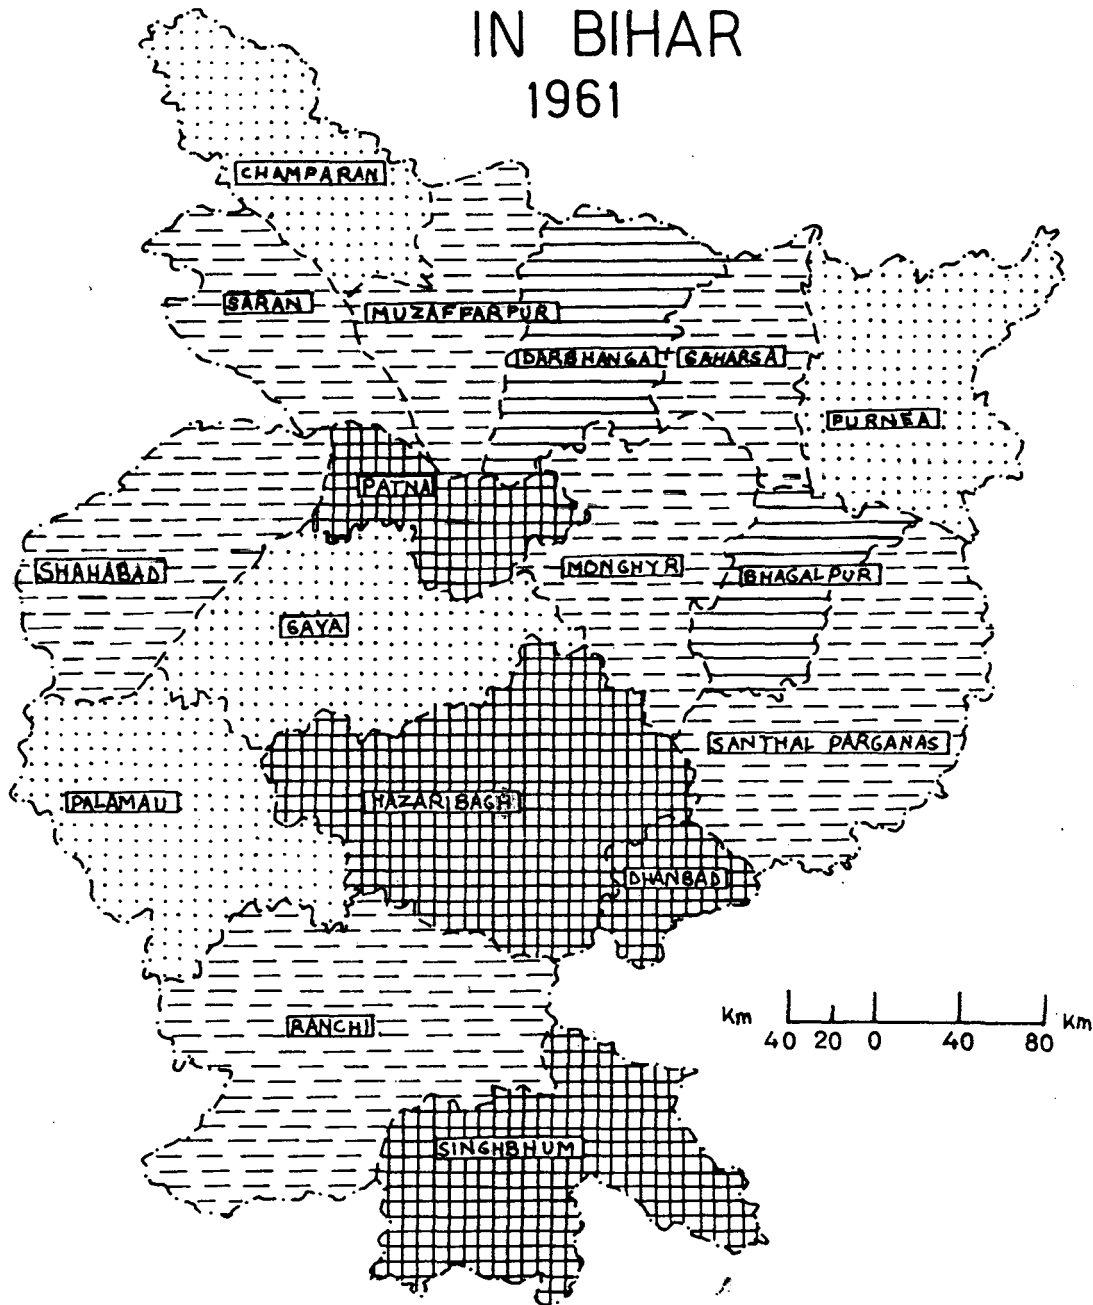 IN BIHAR
1961
CHAMPARAN
SARAN
MUZAFFARPUR
DARBHANGA
SAHARSA
PURNEA
PATNA
SHAHABAD
MONGHYR
BHAGALPUR
GAYA
SANTHAL PARGANAS
PALAMAU
HAZARIBAGH
DHANBAD
RANCHI
Km 40 20 0 40 80 Km
SINGHBHUM